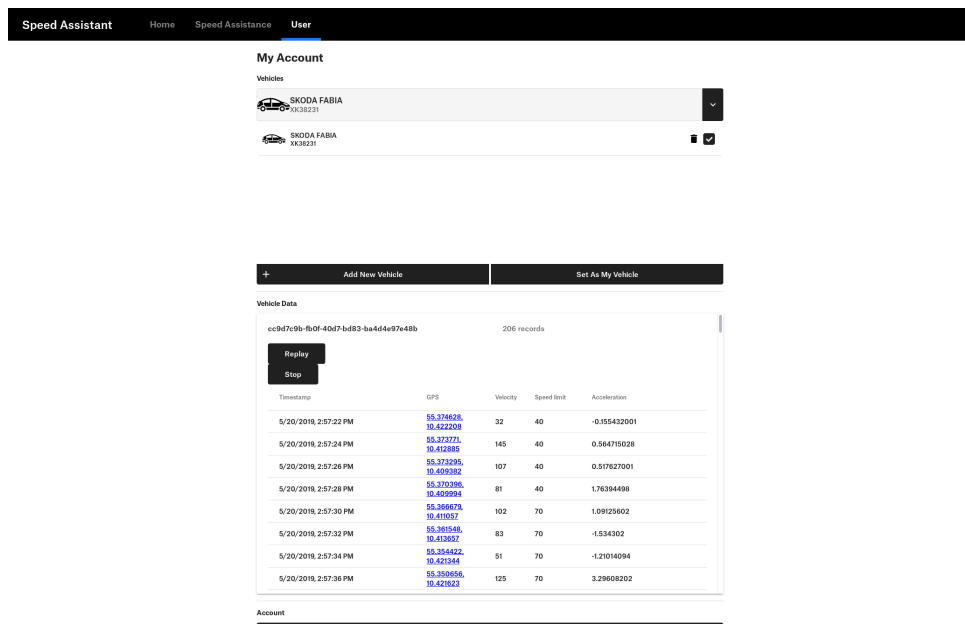 Speed Assistant Home Speed Assistance User
My Account
Vehicles
SKODA FABIA
XK38231
SKODA FABIA
XK38231
+ Add New Vehicle Set As My Vehicle
Vehicle Data
cc9d7c9b-fb0f-40d7-bd83-ba4d4e97e48b 206 records
Replay
Stop
Timestamp GPS Velocity Speed limit Acceleration
5/20/2019, 2:57:22 PM 55.374628, 10.422208 32 40 -0.155432001
5/20/2019, 2:57:24 PM 55.373771, 10.412885 145 40 0.564715028
5/20/2019, 2:57:26 PM 55.373295, 10.409382 107 40 0.517627001
5/20/2019, 2:57:28 PM 55.370396, 10.409994 81 40 1.76394498
5/20/2019, 2:57:30 PM 55.366679, 10.411057 102 70 1.09125602
5/20/2019, 2:57:32 PM 55.361548, 10.413657 83 70 -1.534302
5/20/2019, 2:57:34 PM 55.354422, 10.421344 51 70 -1.21014094
5/20/2019, 2:57:36 PM 55.350656, 10.421623 125 70 3.29608202
Account